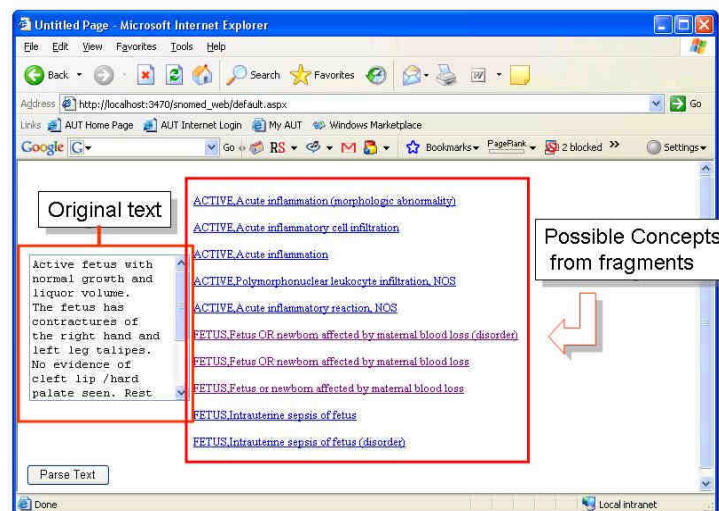 Untitled Page - Microsoft Internet Explorer
File Edit View Favorites Tools Help
Back Search Favorites
Address http://localhost:3470/snomed_web/default.aspx Go
Links AUT Home Page AUT Internet Login My AUT Windows Marketplace
Google G Go RS Bookmarks PageRank 2 blocked >> Settings
Original text
Active fetus with
normal growth and
liquor volume.
The fetus has
contractures of
the right hand and
left leg talipes.
No evidence of
cleft lip /hard
palate seen. Rest
ACTIVE,Acute inflammation (morphologic abnormality)
ACTIVE,Acute inflammatory cell infiltration
ACTIVE,Acute inflammation
ACTIVE,Polymorphonuclear leukocyte infiltration, NOS
ACTIVE,Acute inflammatory reaction, NOS
FETUS,Fetus OR newborn affected by maternal blood loss (disorder)
FETUS,Fetus OR newborn affected by maternal blood loss
FETUS,Fetus or newborn affected by maternal blood loss
FETUS,Intrauterine sepsis of fetus
FETUS,Intrauterine sepsis of fetus (disorder)
Possible Concepts
from fragments
Parse Text
Done Local intranet